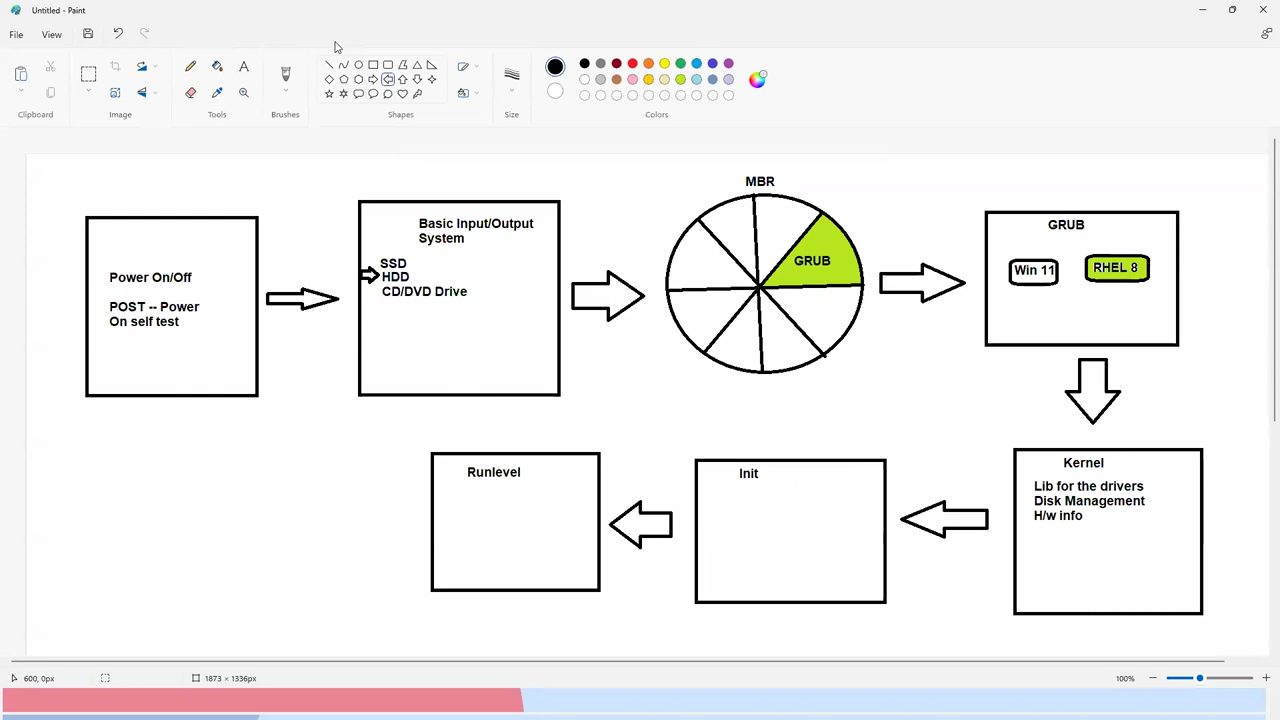 Untitled - Paint
File
View
Clipboard
Image
Tools
Brushes
Shapes
Size
Colors
MBR
Power On/Off
POST -- Power
On self test
Basic Input/Output
System
SSD
HDD
CD/DVD Drive
GRUB
GRUB
Win 11
RHEL 8
Kernel
Lib for the drivers
Disk Management
H/w info
Init
Runlevel
600, 0px
1873 × 1336px
100%